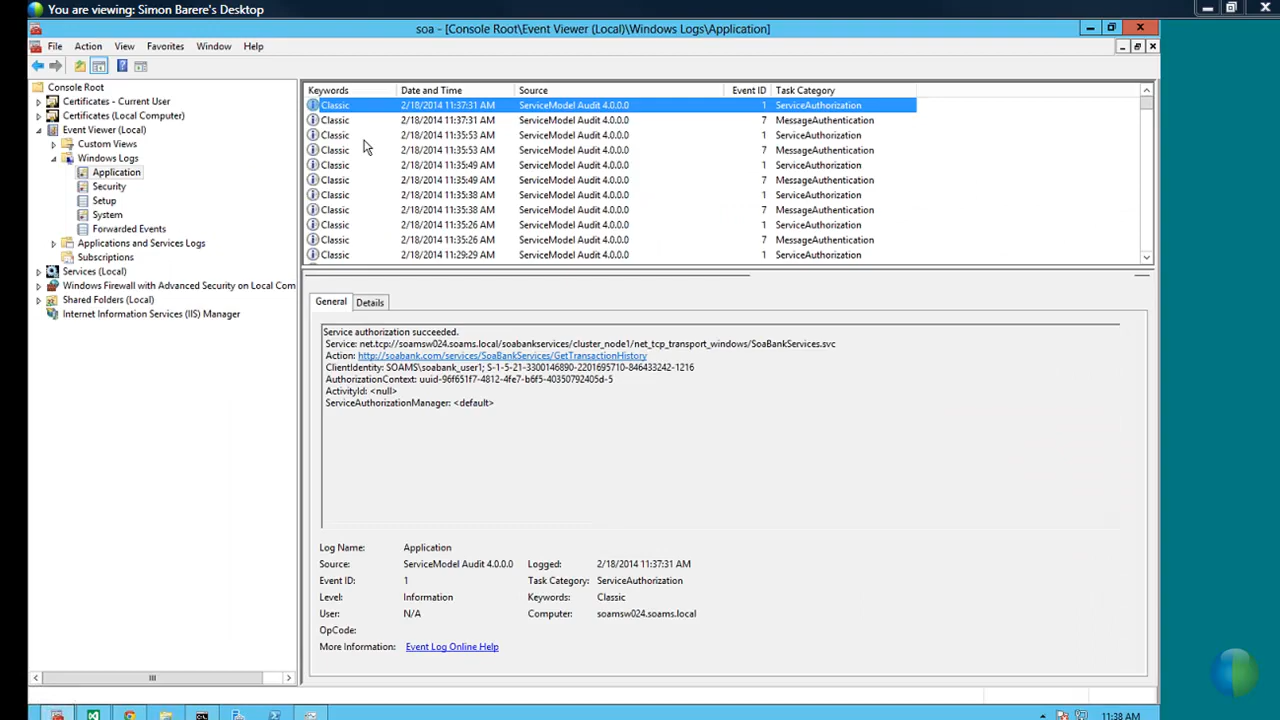 You are viewing: Simon Barere's Desktop
soa - [Console Root\Event Viewer (Local)\Windows Logs\Application]
File Action View Favorites Window Help
Console Root
Certificates - Current User
Certificates (Local Computer)
Event Viewer (Local)
Custom Views
Windows Logs
Application
Security
Setup
System
Forwarded Events
Applications and Services Logs
Subscriptions
Services (Local)
Windows Firewall with Advanced Security on Local Com
Shared Folders (Local)
Internet Information Services (IIS) Manager
Keywords Date and Time Source Event ID Task Category
Classic 2/18/2014 11:37:31 AM ServiceModel Audit 4.0.0.0 1 ServiceAuthorization
Classic 2/18/2014 11:37:31 AM ServiceModel Audit 4.0.0.0 7 MessageAuthentication
Classic 2/18/2014 11:35:53 AM ServiceModel Audit 4.0.0.0 1 ServiceAuthorization
Classic 2/18/2014 11:35:53 AM ServiceModel Audit 4.0.0.0 7 MessageAuthentication
Classic 2/18/2014 11:35:49 AM ServiceModel Audit 4.0.0.0 1 ServiceAuthorization
Classic 2/18/2014 11:35:49 AM ServiceModel Audit 4.0.0.0 7 MessageAuthentication
Classic 2/18/2014 11:35:38 AM ServiceModel Audit 4.0.0.0 1 ServiceAuthorization
Classic 2/18/2014 11:35:38 AM ServiceModel Audit 4.0.0.0 7 MessageAuthentication
Classic 2/18/2014 11:35:26 AM ServiceModel Audit 4.0.0.0 1 ServiceAuthorization
Classic 2/18/2014 11:35:26 AM ServiceModel Audit 4.0.0.0 7 MessageAuthentication
Classic 2/18/2014 11:29:29 AM ServiceModel Audit 4.0.0.0 1 ServiceAuthorization
General Details
Service authorization succeeded.
Service: net.tcp://soamsw024.soams.local/soabankservices/cluster_node1/net_tcp_transport_windows/SoaBankServices.svc
Action: http://soabank.com/services/SoaBankServices/GetTransactionHistory
ClientIdentity: SOAMS\soabank_user1; S-1-5-21-3300146890-2201695710-846433242-1216
AuthorizationContext: uuid-96f651f7-4812-4fe7-b6f5-40350792405d-5
ActivityId: <null>
ServiceAuthorizationManager: <default>
Log Name: Application
Source: ServiceModel Audit 4.0.0.0 Logged: 2/18/2014 11:37:31 AM
Event ID: 1 Task Category: ServiceAuthorization
Level: Information Keywords: Classic
User: N/A Computer: soamsw024.soams.local
OpCode:
More Information: Event Log Online Help
11:38 AM